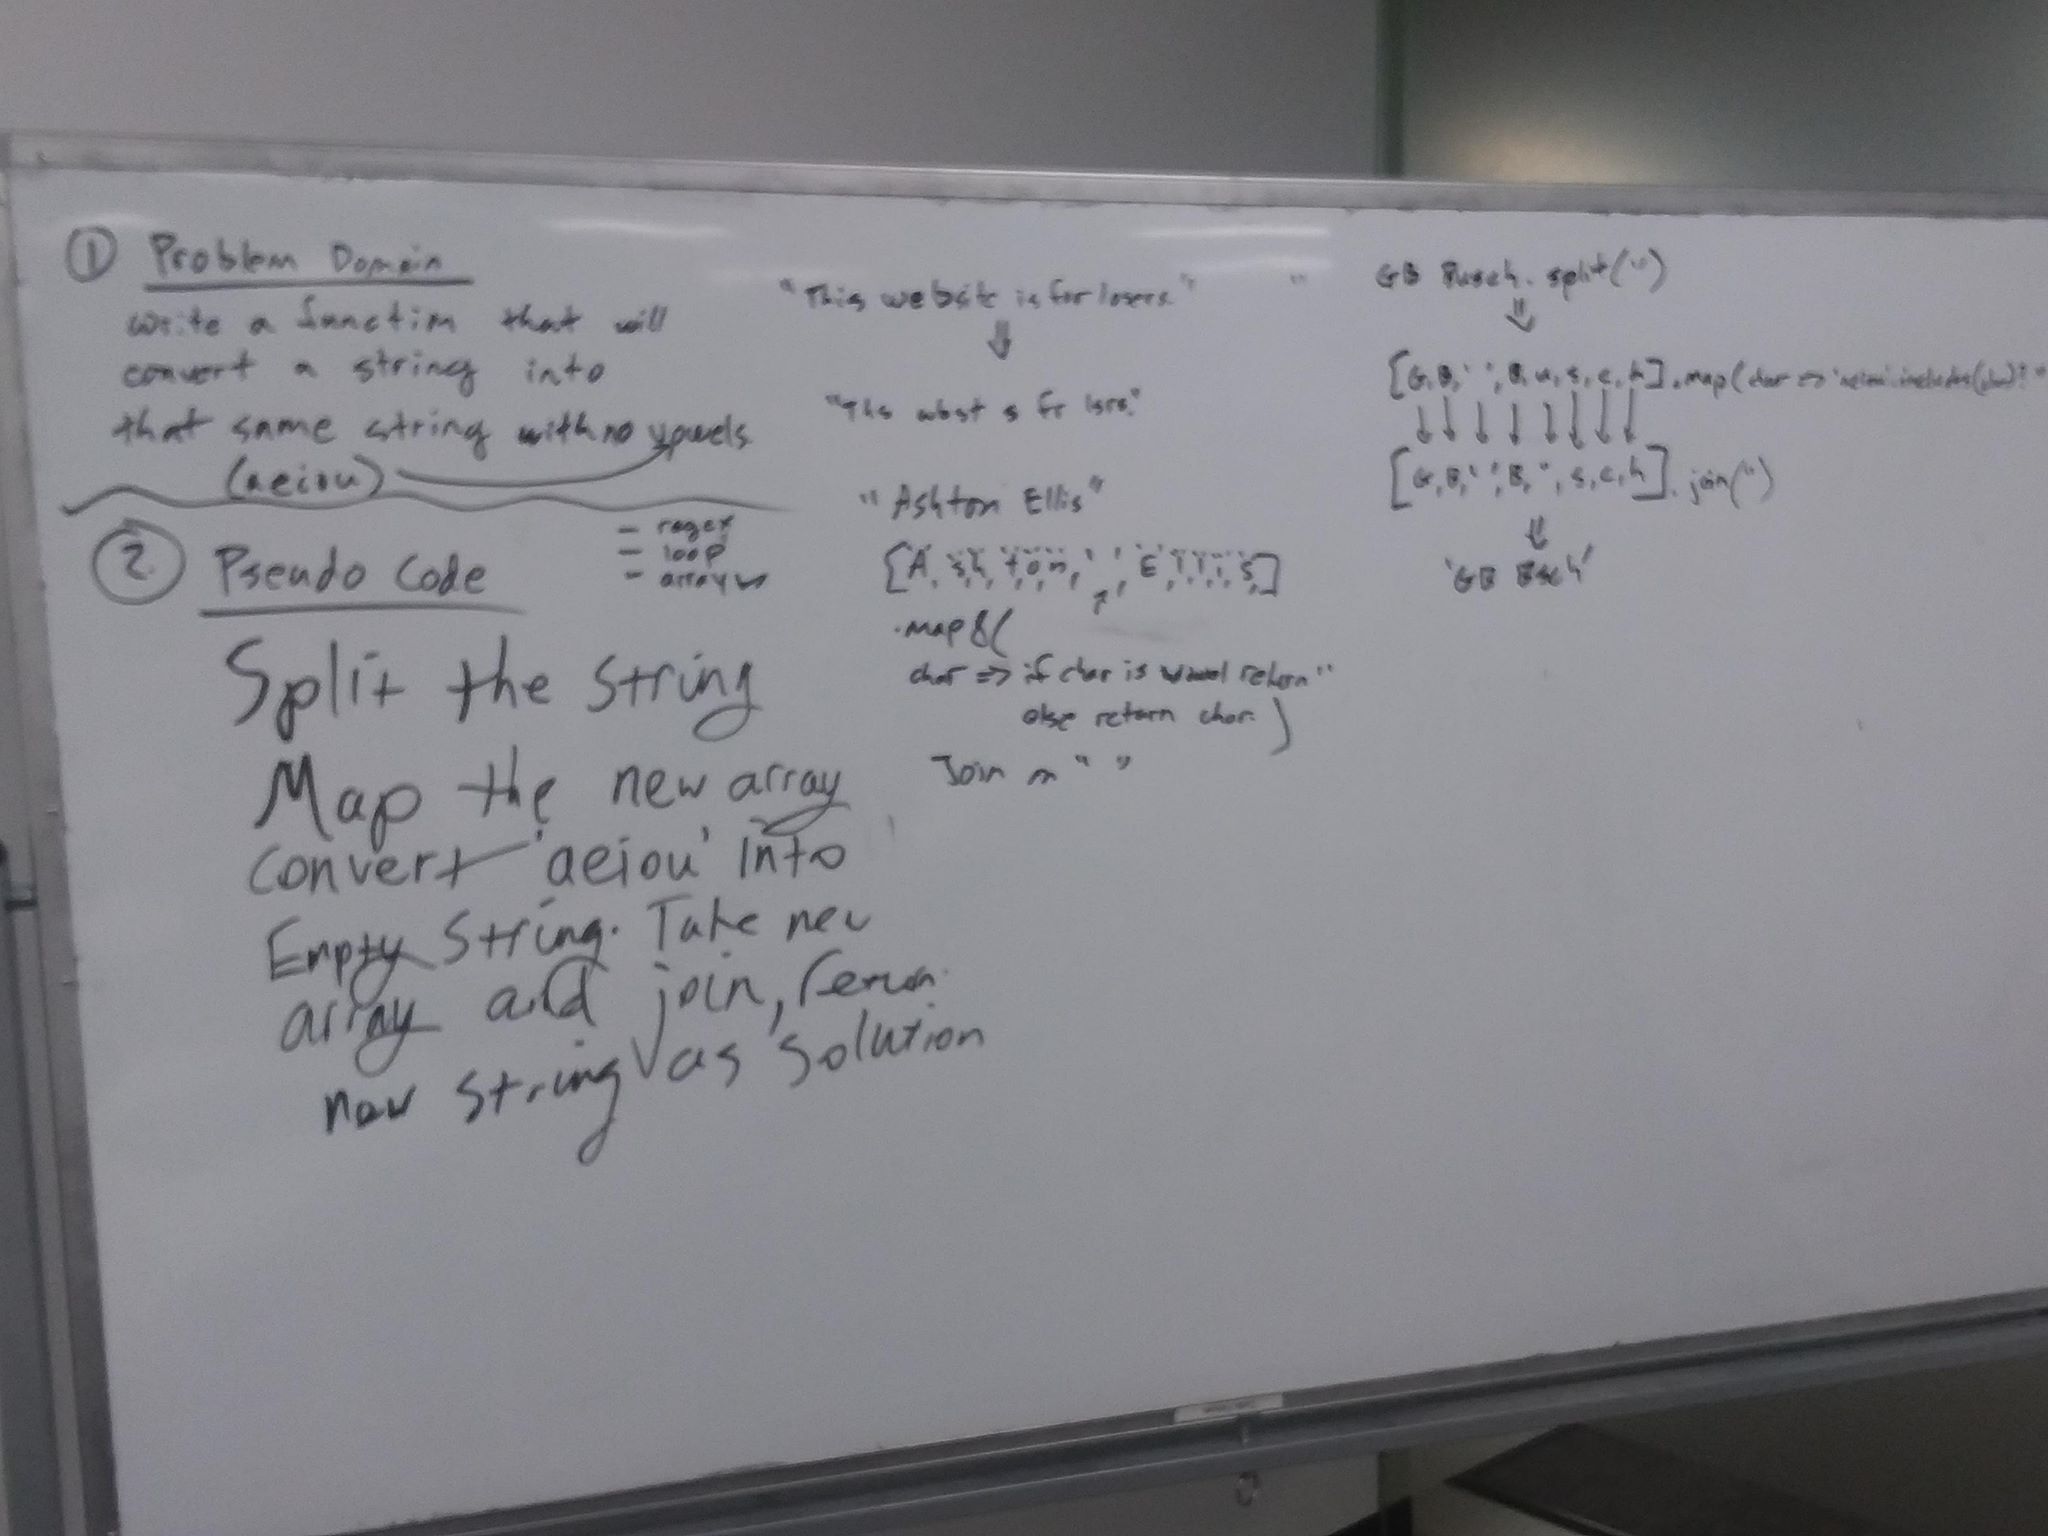 ① Problem Domain
write a function that will
convert a string into
that same string with no vowels
(aeiou)
② Pseudo Code
- regex
- loop
- arrays
Split the string
Map the new array
convert 'aeiou' into
Empty String. Take new
array and join, return
new string as solution
"This website is for losers."
⇓
"Ths wbst s fr lsrs."
"Ashton Ellis"
['A', 's', 'h', 't', 'o', 'n', ' ', 'E', 'l', 'l', 'i', 's',]
.map(
char => if char is vowel return ''
else return char. )
Join on " "
"
GB Busch. split('')
⇓
[G, B, ' ', B, u, s, c, h]. map( char => 'aeiou'.includes(char)? ''
↓ ↓ ↓ ↓ ↓ ↓ ↓ ↓
[G, B, ' ', B, '', s, c, h]. join('')
⇓
'GB Bsch'